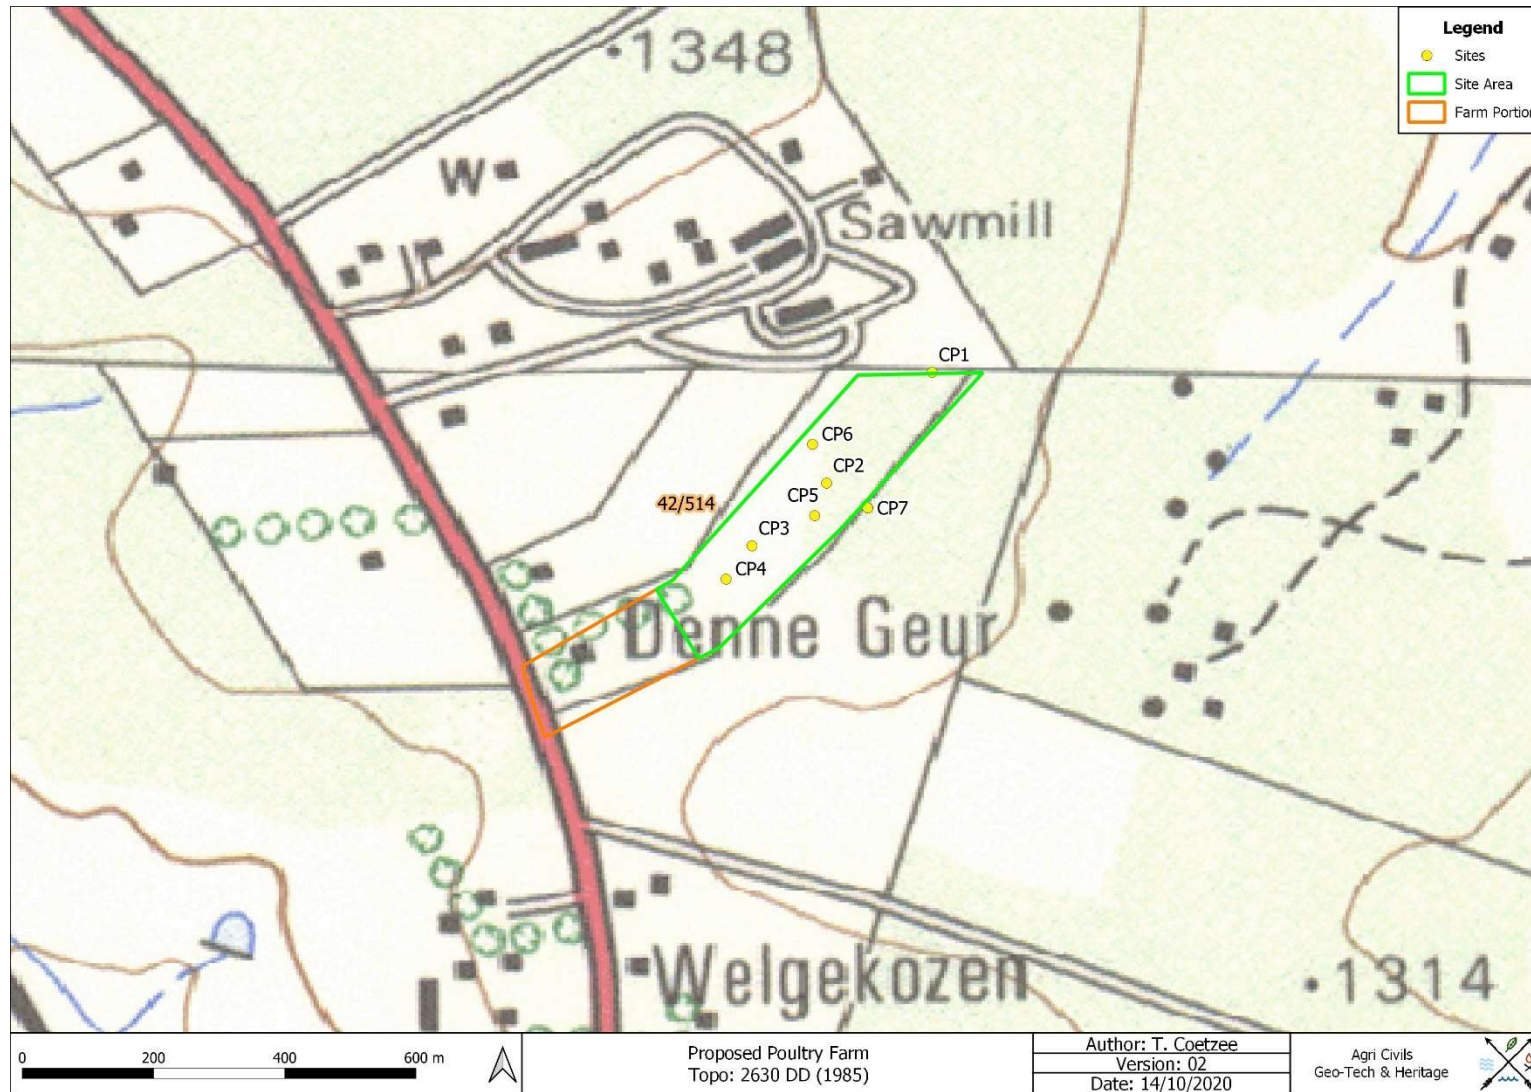 1348
Legend
Sites
Site Area
Farm Portion
W
Sawmill
CP1
CP6
CP2
42/514
CP5
CP7
CP3
CP4
Denne Geur
Welgekozen
1314
0 200 400 600 m
Proposed Poultry Farm
Topo: 2630 DD (1985)
Author: T. Coetzee
Version: 02
Date: 14/10/2020
Agri Civils
Geo-Tech & Heritage